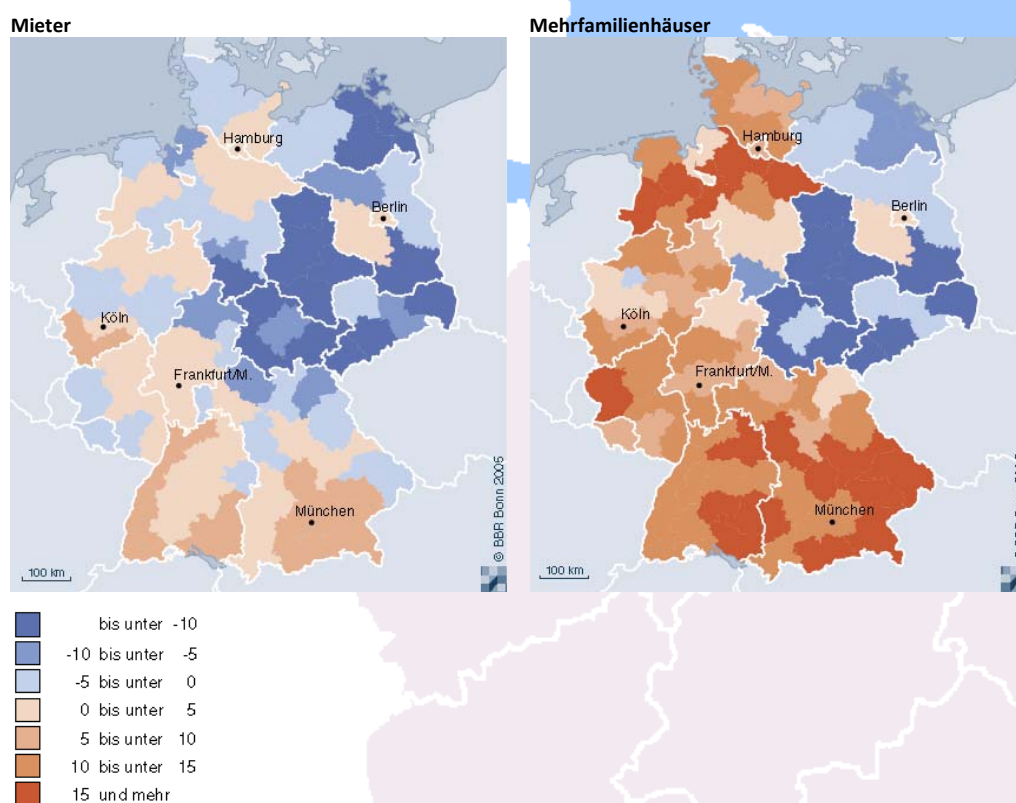 Mieter
Mehrfamilienhäuser
Hamburg
Berlin
Köln
Frankfurt/M.
München
100 km
© BBR Bonn 2005
Hamburg
Berlin
Köln
Frankfurt/M.
München
100 km
bis unter -10
-10 bis unter -5
-5 bis unter 0
0 bis unter 5
5 bis unter 10
10 bis unter 15
15 und mehr